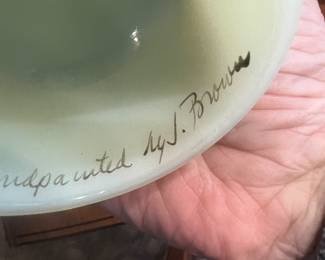 ndpainted by J. Brown